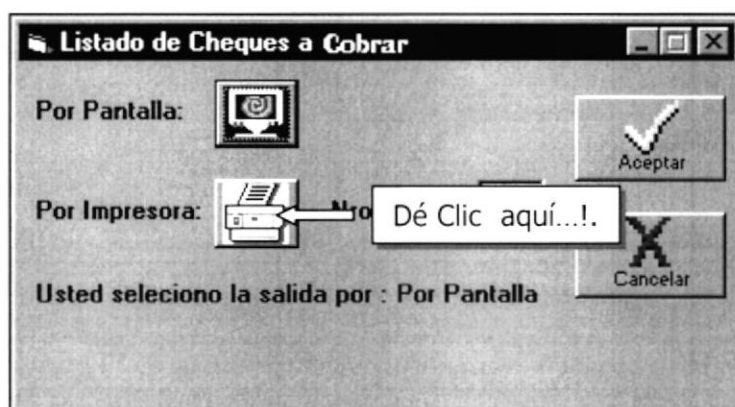 Listado de Cheques a Cobrar
Por Pantalla:
Aceptar
Por Impresora:
Nro
Dé Clic aquí...!.
Cancelar
Usted selecciono la salida por : Por Pantalla